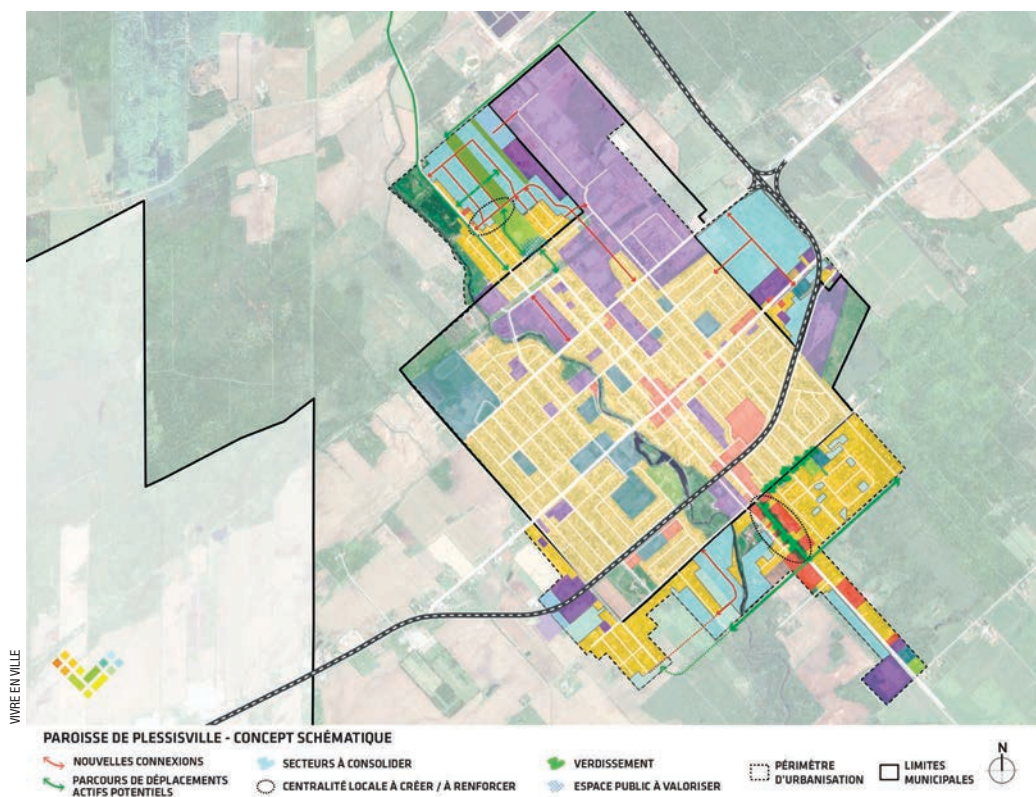 VIVRE EN VILLE
PAROISSE DE PLESSISVILLE - CONCEPT SCHÉMATIQUE
NOUVELLES CONNEXIONS
PARCOURS DE DÉPLACEMENTS
ACTIFS POTENTIELS
SECTEURS À CONSOLIDER
CENTRALITÉ LOCALE À CRÉER / À RENFORCER
VERDISSEMENT
ESPACE PUBLIC À VALORISER
PÉRIMÈTRE
D'URBANISATION
LIMITES
MUNICIPALES
N